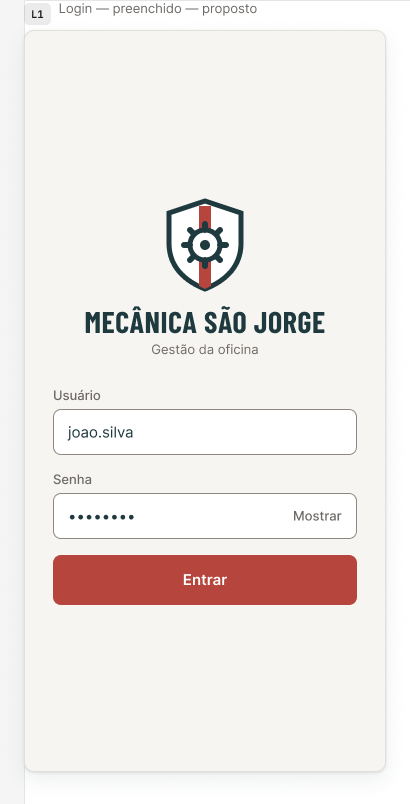 L1 Login — preenchido — proposto
MECÂNICA SÃO JORGE
Gestão da oficina
Usuário
joao.silva
Senha
•••••••• Mostrar
Entrar